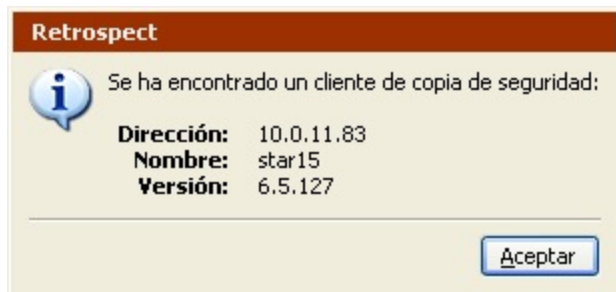 Retrospect
Se ha encontrado un cliente de copia de seguridad:
Dirección: 10.0.11.83
Nombre: star15
Versión: 6.5.127
Aceptar